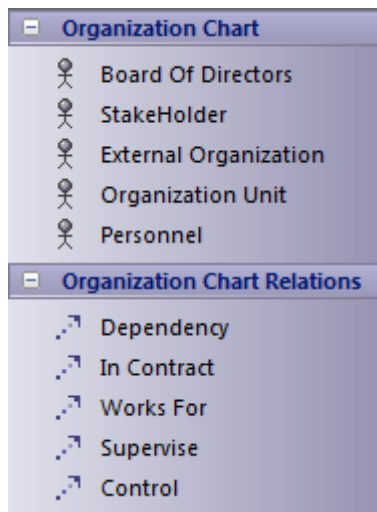 Organization Chart
Board Of Directors
StakeHolder
External Organization
Organization Unit
Personnel
Organization Chart Relations
Dependency
In Contract
Works For
Supervise
Control